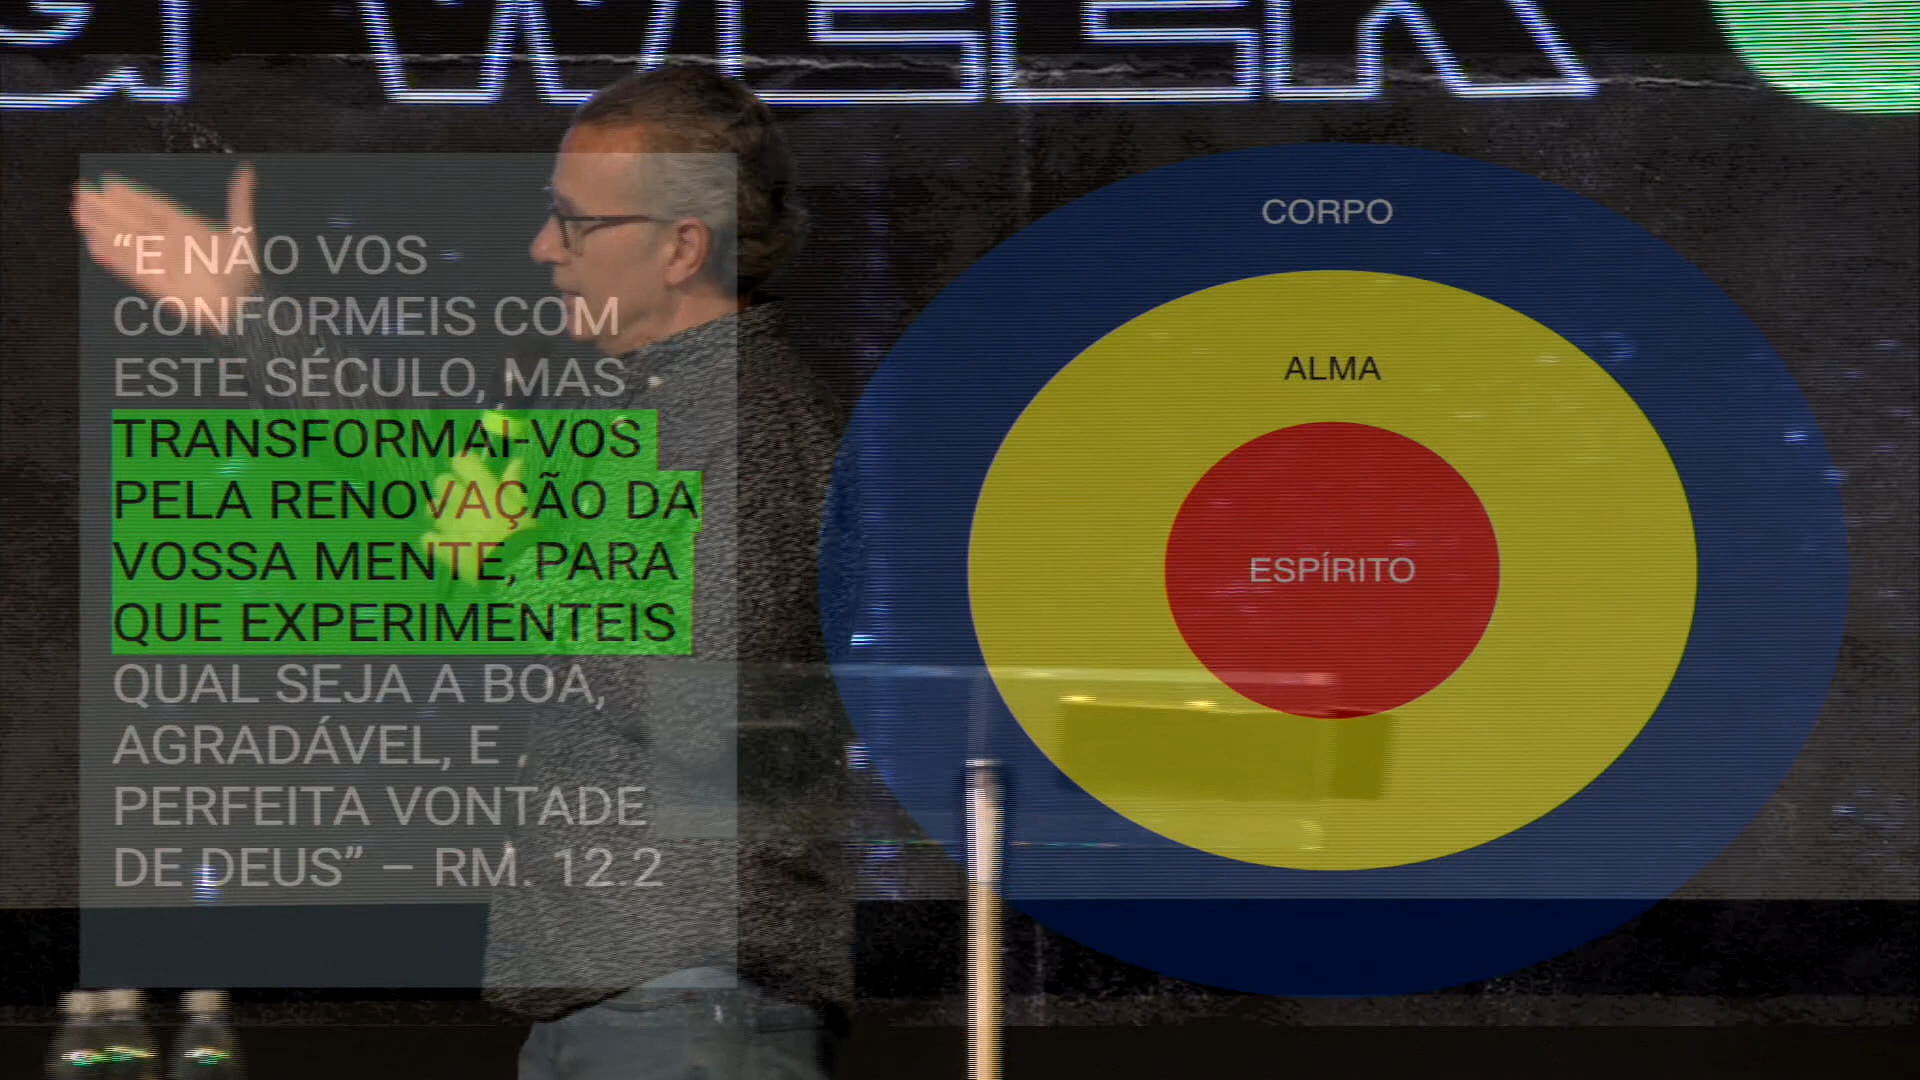 WEEK
“E NÃO VOS
CONFORMEIS COM
ESTE SÉCULO, MAS
TRANSFORMAI-VOS
PELA RENOVAÇÃO DA
VOSSA MENTE, PARA
QUE EXPERIMENTEIS
QUAL SEJA A BOA,
AGRADÁVEL, E ,
PERFEITA VONTADE
DE DEUS” – RM. 12.2
CORPO
ALMA
ESPÍRITO